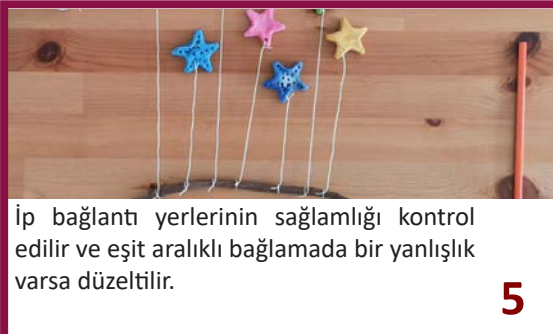 İp bağlantı yerlerinin sağlamlığı kontrol
edilir ve eşit aralıklı bağlamada bir yanlışlık
varsa düzeltilir.
5